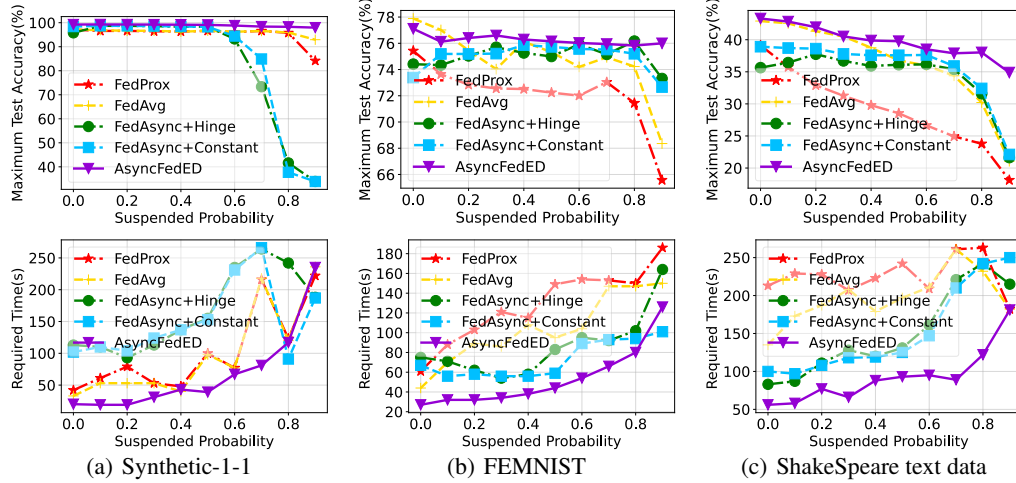 Maximum Test Accuracy(%)
100
90
80
70
60
50
40
FedProx
FedAvg
FedAsync+Hinge
FedAsync+Constant
AsyncFedED
0.0 0.2 0.4 0.6 0.8
Suspended Probability
Maximum Test Accuracy(%)
78
76
74
72
70
68
66
FedProx
FedAvg
FedAsync+Hinge
FedAsync+Constant
AsyncFedED
0.0 0.2 0.4 0.6 0.8
Suspended Probability
Maximum Test Accuracy(%)
40
35
30
25
20
FedProx
FedAvg
FedAsync+Hinge
FedAsync+Constant
AsyncFedED
0.0 0.2 0.4 0.6 0.8
Suspended Probability
Required Time(s)
250
200
150
100
50
FedProx
FedAvg
FedAsync+Hinge
FedAsync+Constant
AsyncFedED
0.0 0.2 0.4 0.6 0.8
Suspended Probability
Required Time(s)
180
160
140
120
100
80
60
40
20
FedProx
FedAvg
FedAsync+Hinge
FedAsync+Constant
AsyncFedED
0.0 0.2 0.4 0.6 0.8
Suspended Probability
Required Time(s)
250
200
150
100
50
FedProx
FedAvg
FedAsync+Hinge
FedAsync+Constant
AsyncFedED
0.0 0.2 0.4 0.6 0.8
Suspended Probability
(a) Synthetic-1-1
(b) FEMNIST
(c) ShakeSpeare text data